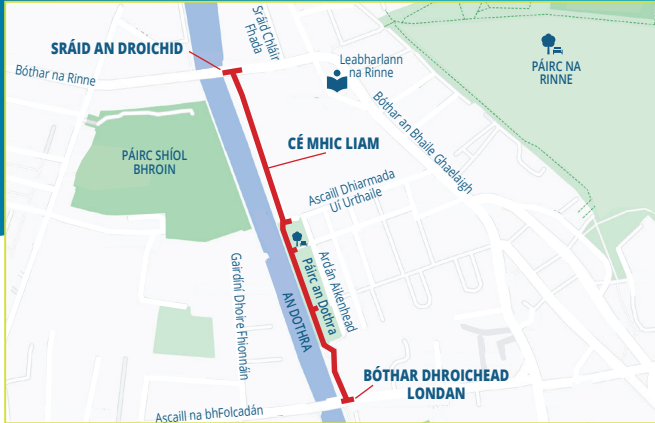 SRÁID AN DROICHID
Sráid Chláir
Fhada
Bóthar na Rinne
Leabharlann
na Rinne
PÁIRC NA
RINNE
Bóthar an Bhaile Ghaelaigh
CÉ MHIC LIAM
PÁIRC SHÍOL
BHROIN
Ascaill Dhiarmada
Uí Urthaile
Gairdíní Dhoire Fhionnáin
AN DOTHRA
Páirc an Dothra
Ardán Aikenhead
BÓTHAR DHROICHEAD
LONDAN
Ascaill na bhFolcadán